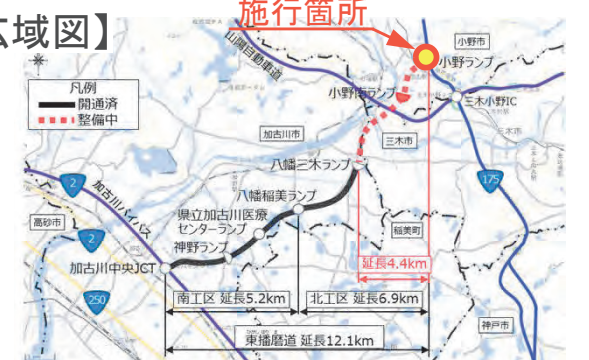 広域図】
施行箇所
小野市
小野ランプ
山陽自動車道
凡例
開通済
整備中
小野南ランプ
三木小野IC
加古川市
三木市
三木市
八幡三木ランプ
2
加古川バイパス
175
八幡稲美ランプ
県立加古川医療
センターランプ
高砂市
2
稲美町
神野ランプ
延長4.4km
加古川中央JCT
250
南工区 延長5.2km
北工区 延長6.9km
神戸市
東播磨道 延長12.1km